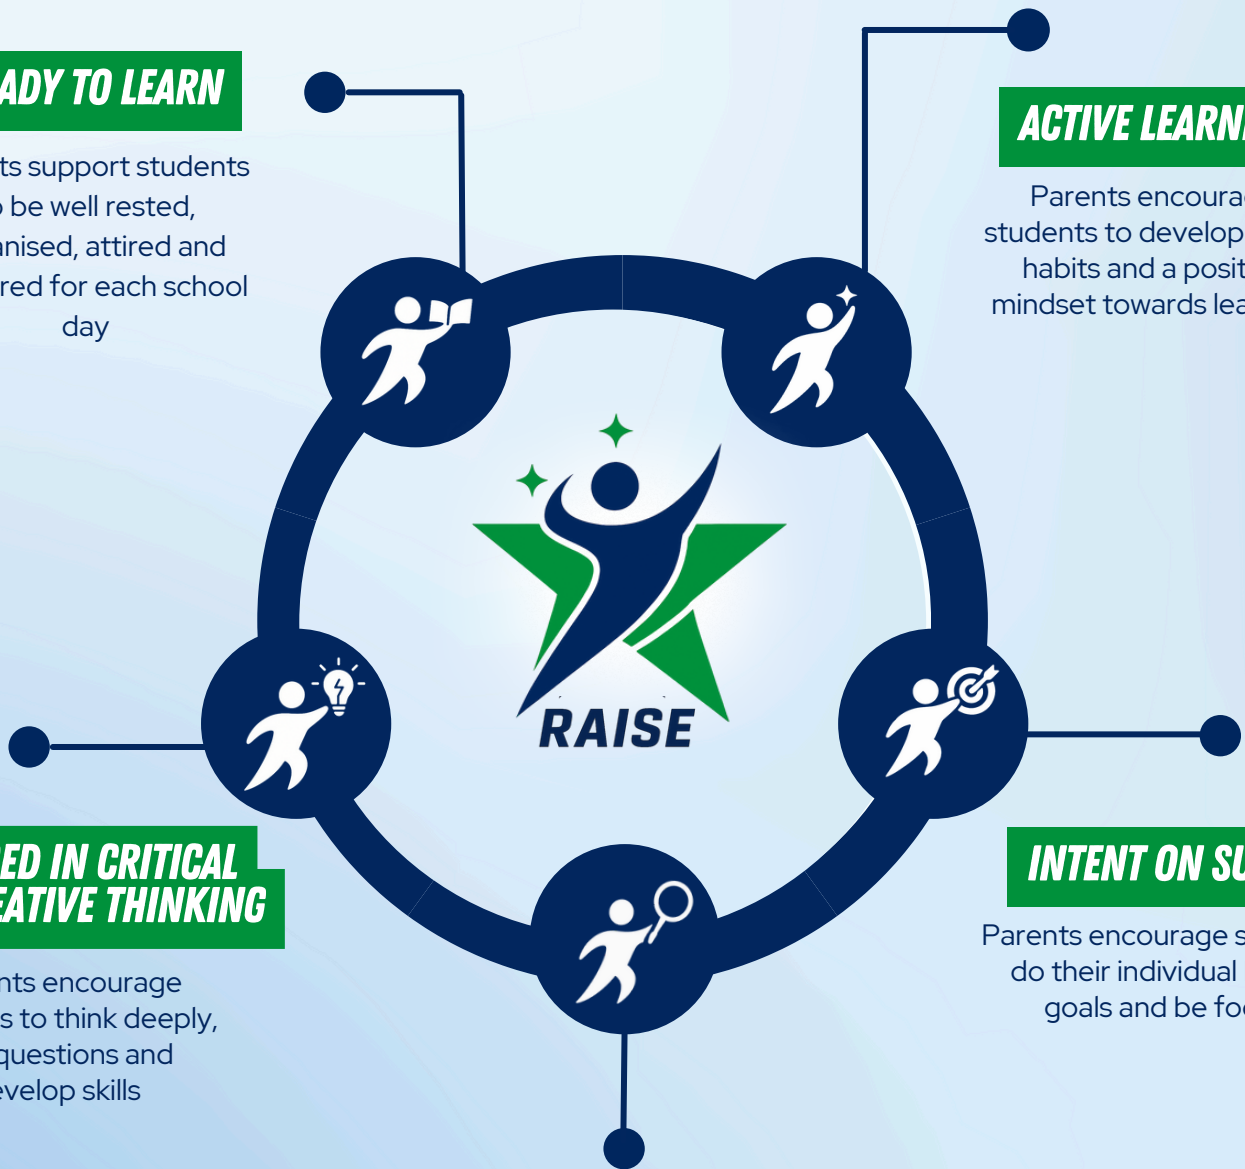 ADY TO LEARN
ts support students
be well rested,
anised, attired and
red for each school
day
ACTIVE LEARN
Parents encoura
students to develop
habits and a posit
mindset towards lea
RAISE
ED IN CRITICAL
EATIVE THINKING
nts encourage
s to think deeply,
questions and
evelop skills
INTENT ON SU
Parents encourage s
do their individual
goals and be fo